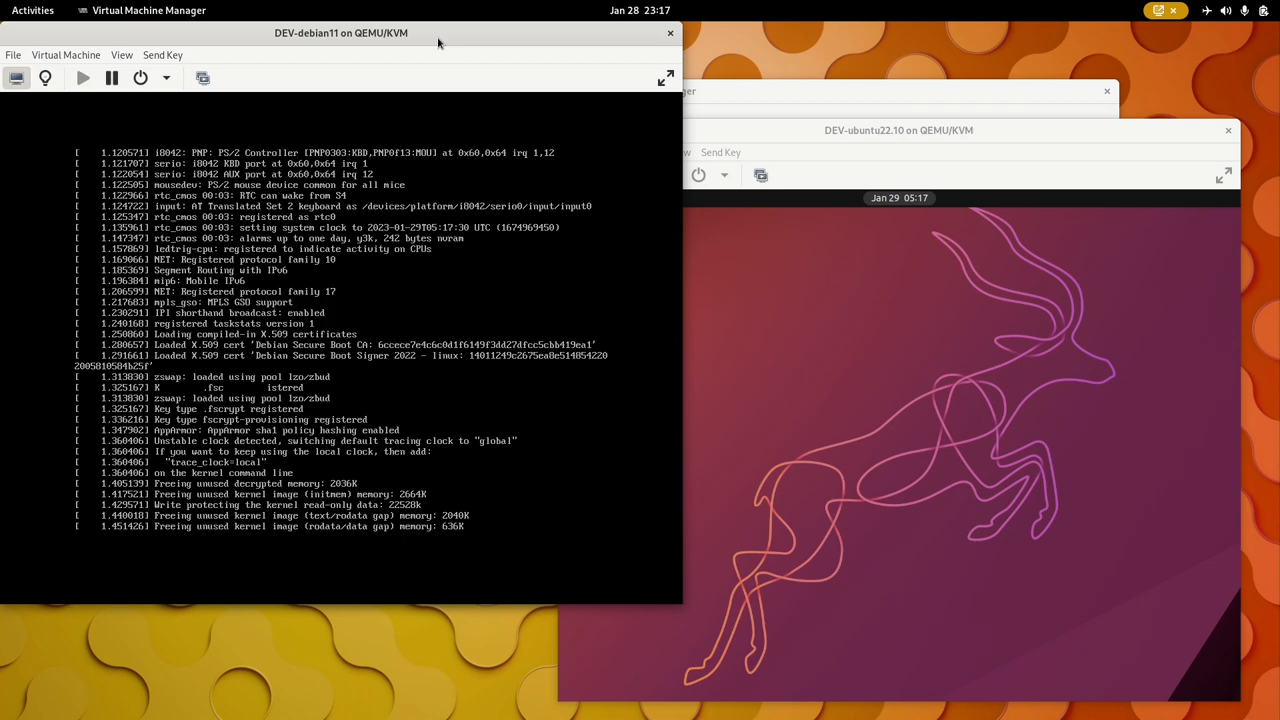 Activities
Virtual Machine Manager
Jan 28 23:17
DEV-debian11 on QEMU/KVM
File Virtual Machine View Send Key
[    1.120571] i8042: PNP: PS/2 Controller [PNP0303:KBD,PNP0f13:MOU] at 0x60,0x64 irq 1,12
[    1.121707] serio: i8042 KBD port at 0x60,0x64 irq 1
[    1.122054] serio: i8042 AUX port at 0x60,0x64 irq 12
[    1.122505] mousedev: PS/2 mouse device common for all mice
[    1.122966] rtc_cmos 00:03: RTC can wake from S4
[    1.124722] input: AT Translated Set 2 keyboard as /devices/platform/i8042/serio0/input/input0
[    1.125347] rtc_cmos 00:03: registered as rtc0
[    1.135961] rtc_cmos 00:03: setting system clock to 2023-01-29T05:17:30 UTC (1674969450)
[    1.147347] rtc_cmos 00:03: alarms up to one day, y3k, 242 bytes nvram
[    1.157869] ledtrig-cpu: registered to indicate activity on CPUs
[    1.169066] NET: Registered protocol family 10
[    1.185369] Segment Routing with IPv6
[    1.196384] mip6: Mobile IPv6
[    1.206599] NET: Registered protocol family 17
[    1.217683] mpls_gso: MPLS GSO support
[    1.230291] IPI shorthand broadcast: enabled
[    1.240168] registered taskstats version 1
[    1.250860] Loading compiled-in X.509 certificates
[    1.280657] Loaded X.509 cert 'Debian Secure Boot CA: 6ccece7e4c6c0d1f6149f3dd27dfcc5cbb419ea1'
[    1.291661] Loaded X.509 cert 'Debian Secure Boot Signer 2022 - linux: 14011249c2675ea8e514854220
2005810584b25f'
[    1.313830] zswap: loaded using pool lzo/zbud
[    1.325167] K        .fsc        istered
[    1.313830] zswap: loaded using pool lzo/zbud
[    1.325167] Key type .fscrypt registered
[    1.336216] Key type fscrypt-provisioning registered
[    1.347902] AppArmor: AppArmor sha1 policy hashing enabled
[    1.360406] Unstable clock detected, switching default tracing clock to "global"
[    1.360406] If you want to keep using the local clock, then add:
[    1.360406]   "trace_clock=local"
[    1.360406] on the kernel command line
[    1.405139] Freeing unused decrypted memory: 2036K
[    1.417521] Freeing unused kernel image (initmem) memory: 2664K
[    1.429571] Write protecting the kernel read-only data: 22528k
[    1.440018] Freeing unused kernel image (text/rodata gap) memory: 2040K
[    1.451426] Freeing unused kernel image (rodata/data gap) memory: 636K
ger
DEV-ubuntu22.10 on QEMU/KVM
w Send Key
Jan 29 05:17